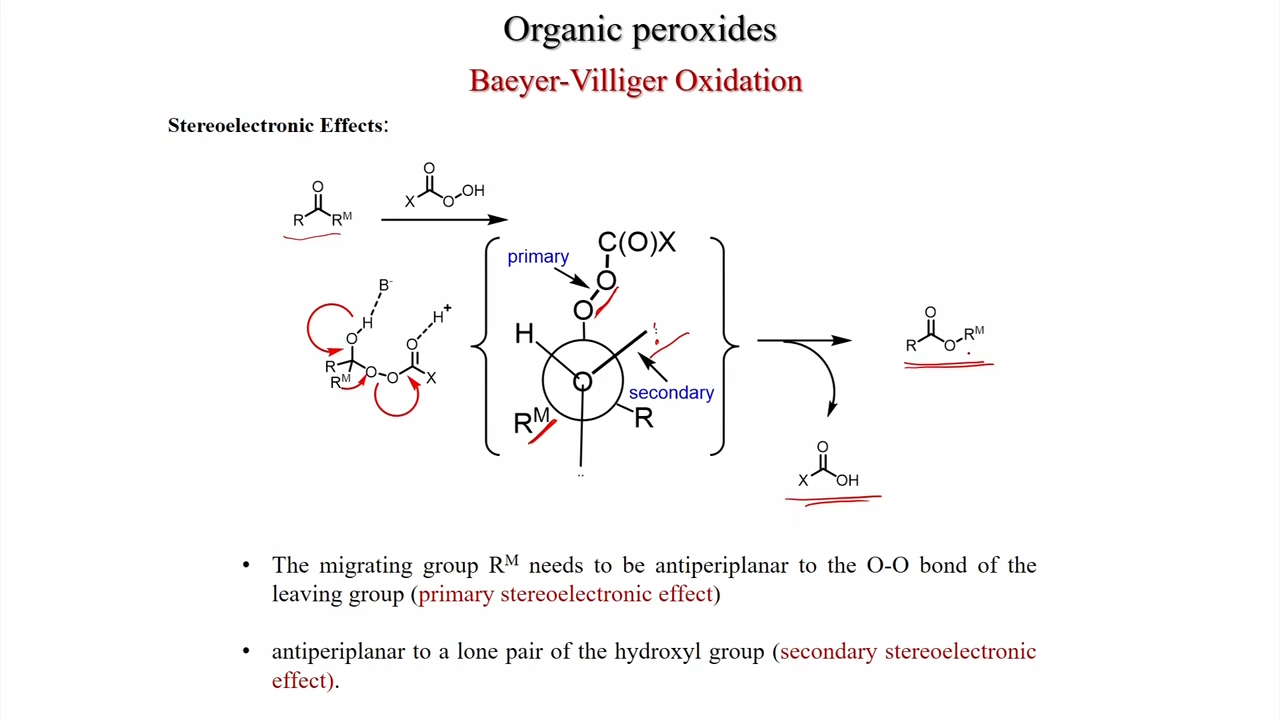 Organic peroxides
Baeyer-Villiger Oxidation
Stereoelectronic Effects:
O
R
R^M
O
X
O
OH
B^-
H
H^+
O
O
R
R^M
O
O
X
primary
C(O)X
O
O
H
O
secondary
R^M
R
O
R
O
R^M
O
X
OH
• The migrating group R^M needs to be antiperiplanar to the O-O bond of the
leaving group (primary stereoelectronic effect)
• antiperiplanar to a lone pair of the hydroxyl group (secondary stereoelectronic
effect).